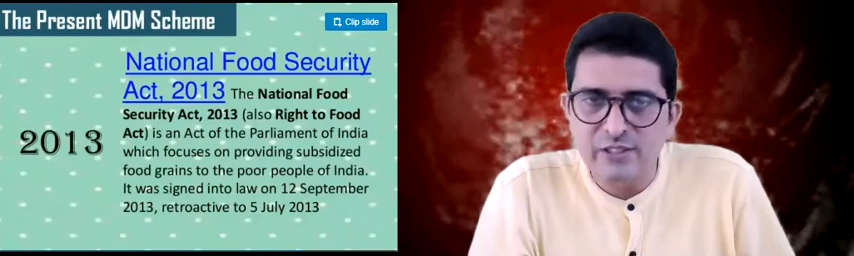 The Present MDM Scheme
Clip slide
National Food Security
Act, 2013 The National Food
Security Act, 2013 (also Right to Food
Act) is an Act of the Parliament of India
which focuses on providing subsidized
food grains to the poor people of India.
It was signed into law on 12 September
2013, retroactive to 5 July 2013
2013